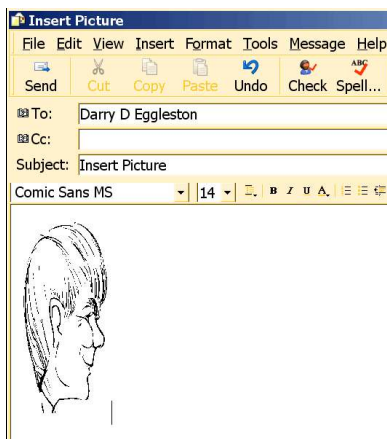 Insert Picture
File Edit View Insert Format Tools Message Help
Send Cut Copy Paste Undo Check Spell...
To: Darry D Eggleston
Cc:
Subject: Insert Picture
Comic Sans MS 14 B I U A